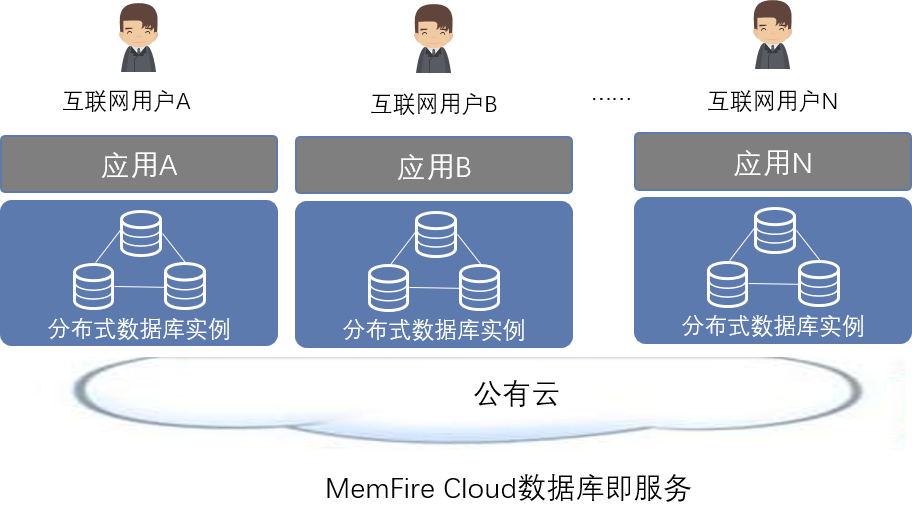 互联网用户A
互联网用户B
……
互联网用户N
应用A
应用B
应用N
分布式数据库实例
分布式数据库实例
分布式数据库实例
公有云
MemFire Cloud数据库即服务